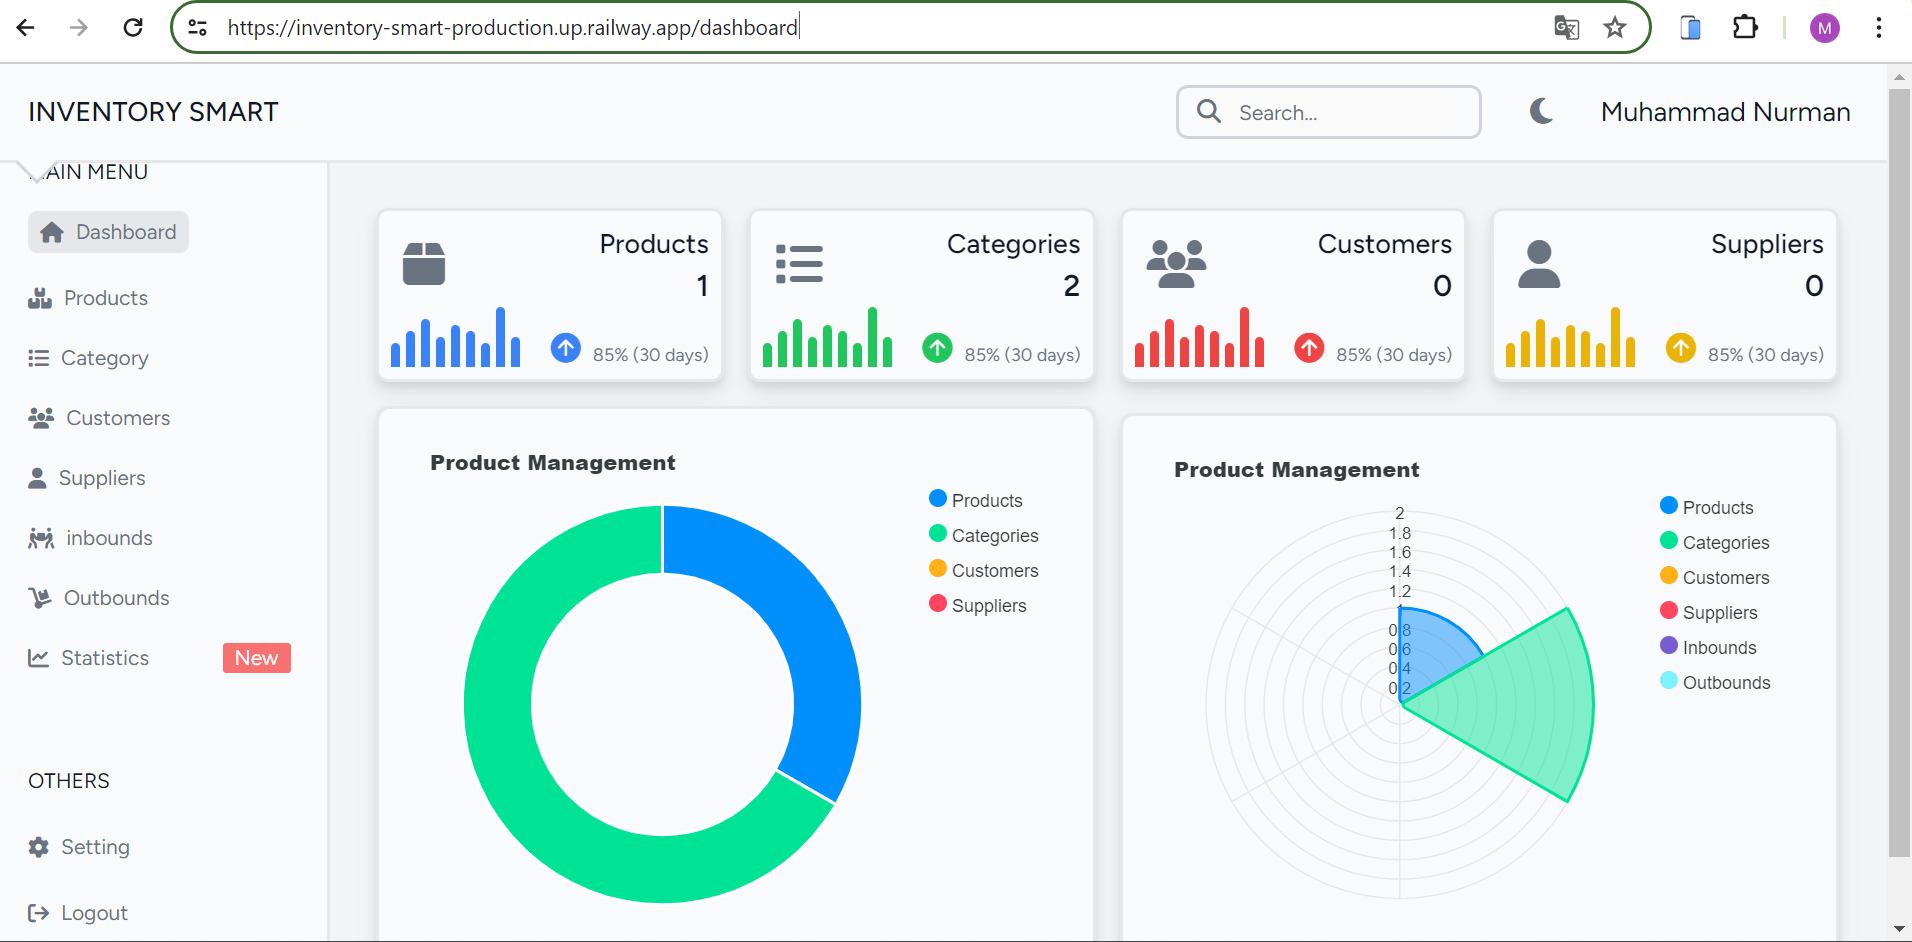 https://inventory-smart-production.up.railway.app/dashboard
M
INVENTORY SMART
Search...
Muhammad Nurman
AIN MENU
Dashboard
Products
Category
Customers
Suppliers
inbounds
Outbounds
Statistics New
OTHERS
Setting
Logout
Products
1
85% (30 days)
Categories
2
85% (30 days)
Customers
0
85% (30 days)
Suppliers
0
85% (30 days)
Product Management
Products
Categories
Customers
Suppliers
Product Management
2
1.8
1.6
1.4
1.2
0.8
0.6
0.4
0.2
Products
Categories
Customers
Suppliers
Inbounds
Outbounds